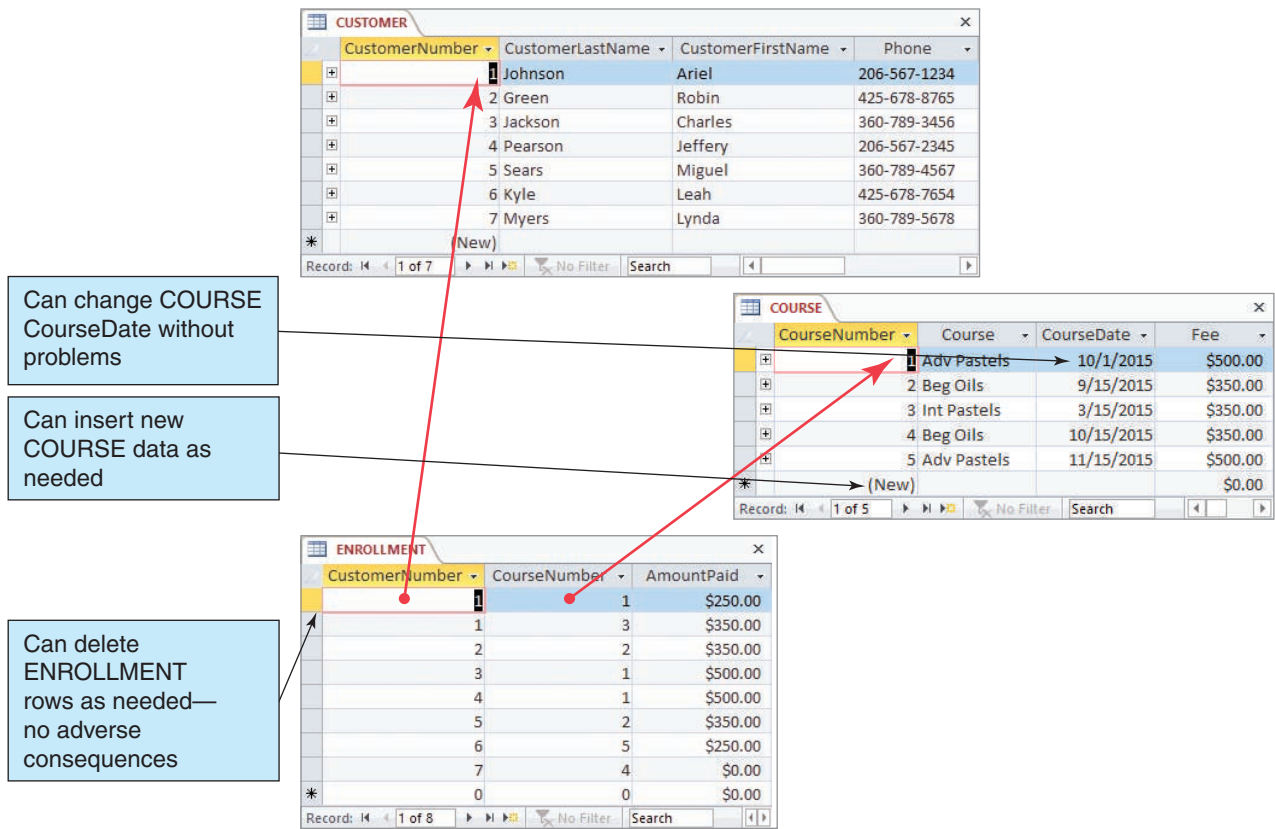 CUSTOMER
CustomerNumber CustomerLastName CustomerFirstName Phone
1 Johnson Ariel 206-567-1234
2 Green Robin 425-678-8765
3 Jackson Charles 360-789-3456
4 Pearson Jeffery 206-567-2345
5 Sears Miguel 360-789-4567
6 Kyle Leah 425-678-7654
7 Myers Lynda 360-789-5678
(New)
Record: 1 of 7 No Filter Search
Can change COURSE
CourseDate without
problems
Can insert new
COURSE data as
needed
COURSE
CourseNumber Course CourseDate Fee
1 Adv Pastels 10/1/2015 $500.00
2 Beg Oils 9/15/2015 $350.00
3 Int Pastels 3/15/2015 $350.00
4 Beg Oils 10/15/2015 $350.00
5 Adv Pastels 11/15/2015 $500.00
(New) $0.00
Record: 1 of 5 No Filter Search
Can delete
ENROLLMENT
rows as needed—
no adverse
consequences
ENROLLMENT
CustomerNumber CourseNumber AmountPaid
1 1 $250.00
1 3 $350.00
2 2 $350.00
3 1 $500.00
4 1 $500.00
5 2 $350.00
6 5 $250.00
7 4 $0.00
0 0 $0.00
Record: 1 of 8 No Filter Search